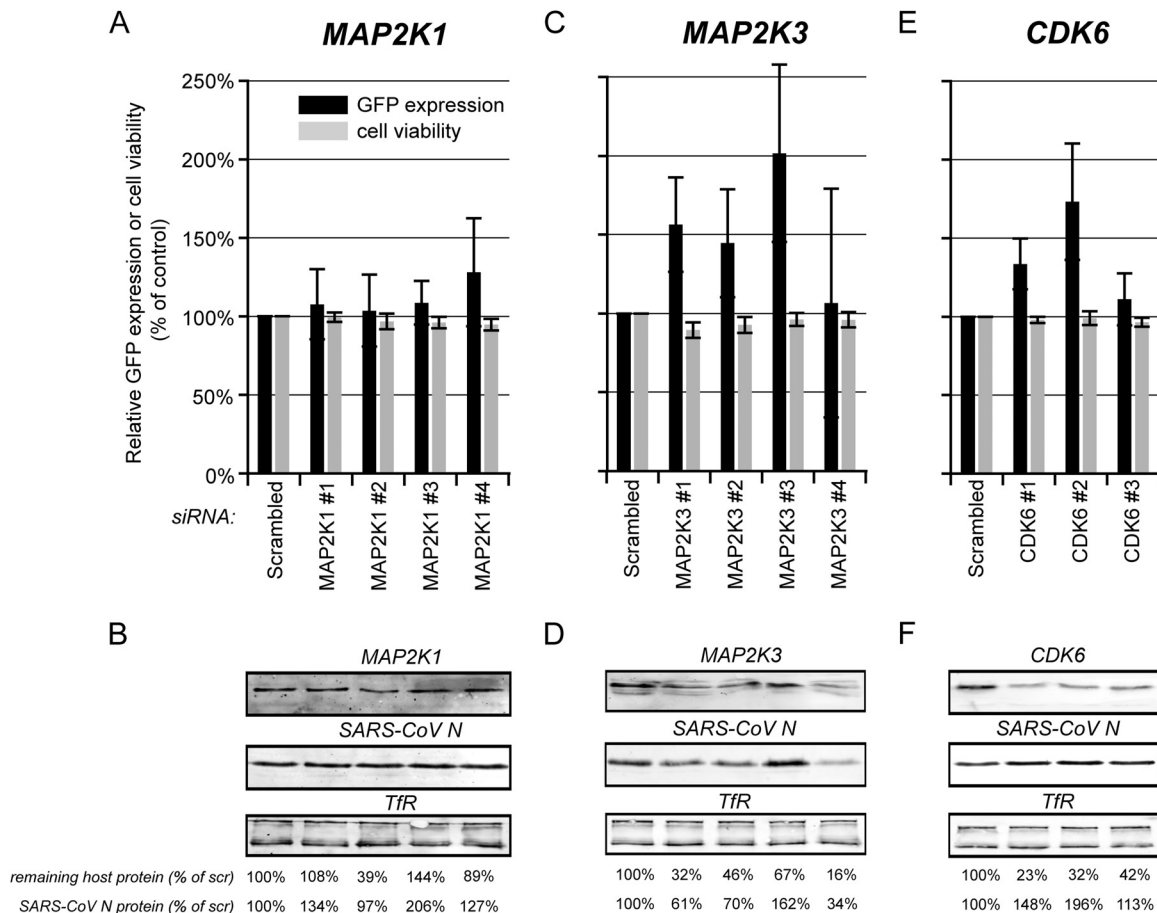 A
MAP2K1
C
MAP2K3
E
CDK6
250%
200%
150%
100%
50%
0%
Relative GFP expression or cell viability
(% of control)
GFP expression
cell viability
siRNA:
Scrambled
MAP2K1 #1
MAP2K1 #2
MAP2K1 #3
MAP2K1 #4
Scrambled
MAP2K3 #1
MAP2K3 #2
MAP2K3 #3
MAP2K3 #4
Scrambled
CDK6 #1
CDK6 #2
CDK6 #3
B
MAP2K1
SARS-CoV N
TfR
D
MAP2K3
SARS-CoV N
TfR
F
CDK6
SARS-CoV N
TfR
remaining host protein (% of scr) 100% 108% 39% 144% 89% 100% 32% 46% 67% 16% 100% 23% 32% 42%
SARS-CoV N protein (% of scr) 100% 134% 97% 206% 127% 100% 61% 70% 162% 34% 100% 148% 196% 113%